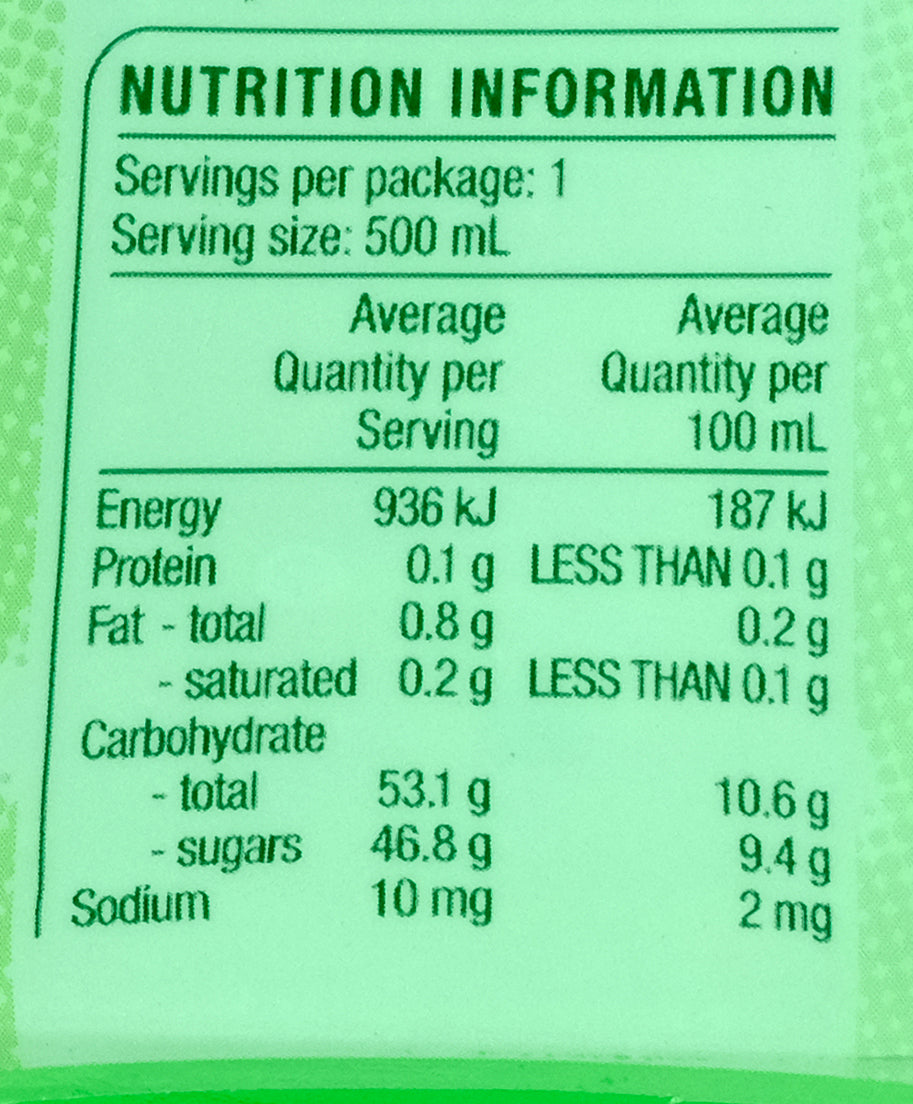 NUTRITION INFORMATION
Servings per package: 1
Serving size: 500 mL
Average Average
Quantity per Quantity per
Serving 100 mL
Energy 936 kJ 187 kJ
Protein 0.1 g LESS THAN 0.1 g
Fat - total 0.8 g 0.2 g
- saturated 0.2 g LESS THAN 0.1 g
Carbohydrate
- total 53.1 g 10.6 g
- sugars 46.8 g 9.4 g
Sodium 10 mg 2 mg